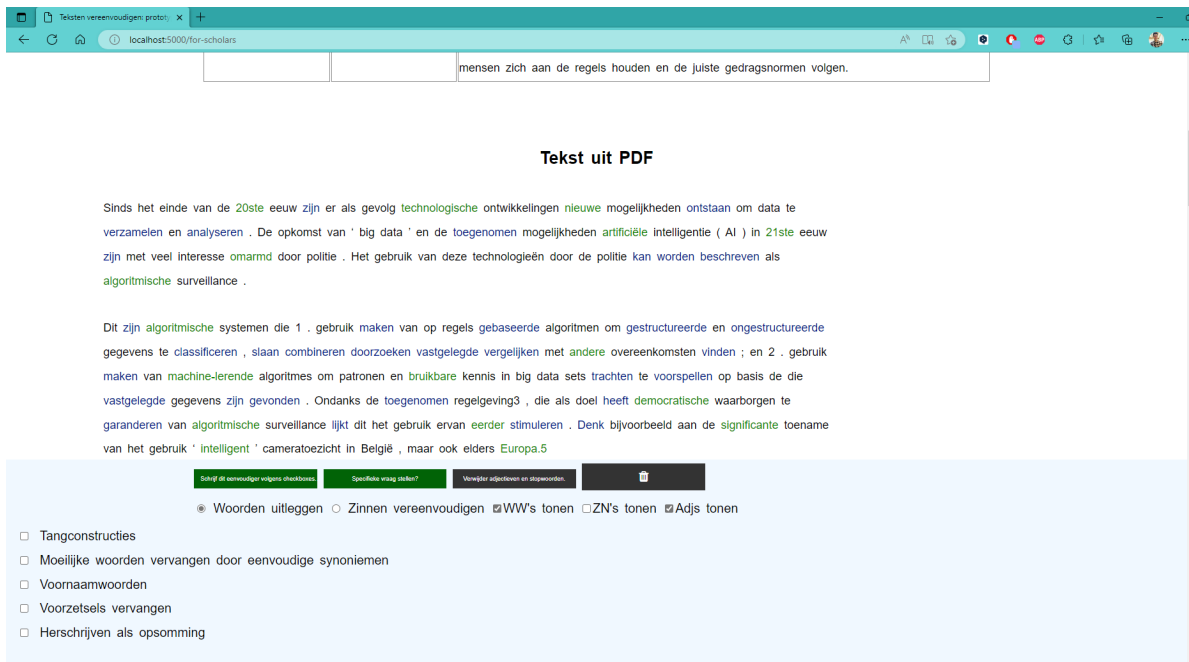 Teksten vereenvoudigen: prototy
localhost:5000/for-scholars
mensen zich aan de regels houden en de juiste gedragsnormen volgen.
Tekst uit PDF
Sinds het einde van de 20ste eeuw zijn er als gevolg technologische ontwikkelingen nieuwe mogelijkheden ontstaan om data te
verzamelen en analyseren . De opkomst van ‘ big data ’ en de toegenomen mogelijkheden artificiële intelligentie ( AI ) in 21ste eeuw
zijn met veel interesse omarmd door politie . Het gebruik van deze technologieën door de politie kan worden beschreven als
algoritmische surveillance .
Dit zijn algoritmische systemen die 1 . gebruik maken van op regels gebaseerde algoritmen om gestructureerde en ongestructureerde
gegevens te classificeren , slaan combineren doorzoeken vastgelegde vergelijken met andere overeenkomsten vinden ; en 2 . gebruik
maken van machine-lerende algoritmes om patronen en bruikbare kennis in big data sets trachten te voorspellen op basis de die
vastgelegde gegevens zijn gevonden . Ondanks de toegenomen regelgeving3 , die als doel heeft democratische waarborgen te
garanderen van algoritmische surveillance lijkt dit het gebruik ervan eerder stimuleren . Denk bijvoorbeeld aan de significante toename
van het gebruik ‘ intelligent ’ cameratoezicht in België , maar ook elders Europa.5
Schrijf dit eenvoudiger volgens checkboxes. Specifieke vraag stellen? Verwijder adjectieven en stopwoorden.
Woorden uitleggen Zinnen vereenvoudigen WW's tonen ZN's tonen Adjs tonen
Tangconstructies
Moeilijke woorden vervangen door eenvoudige synoniemen
Voornaamwoorden
Voorzetsels vervangen
Herschrijven als opsomming